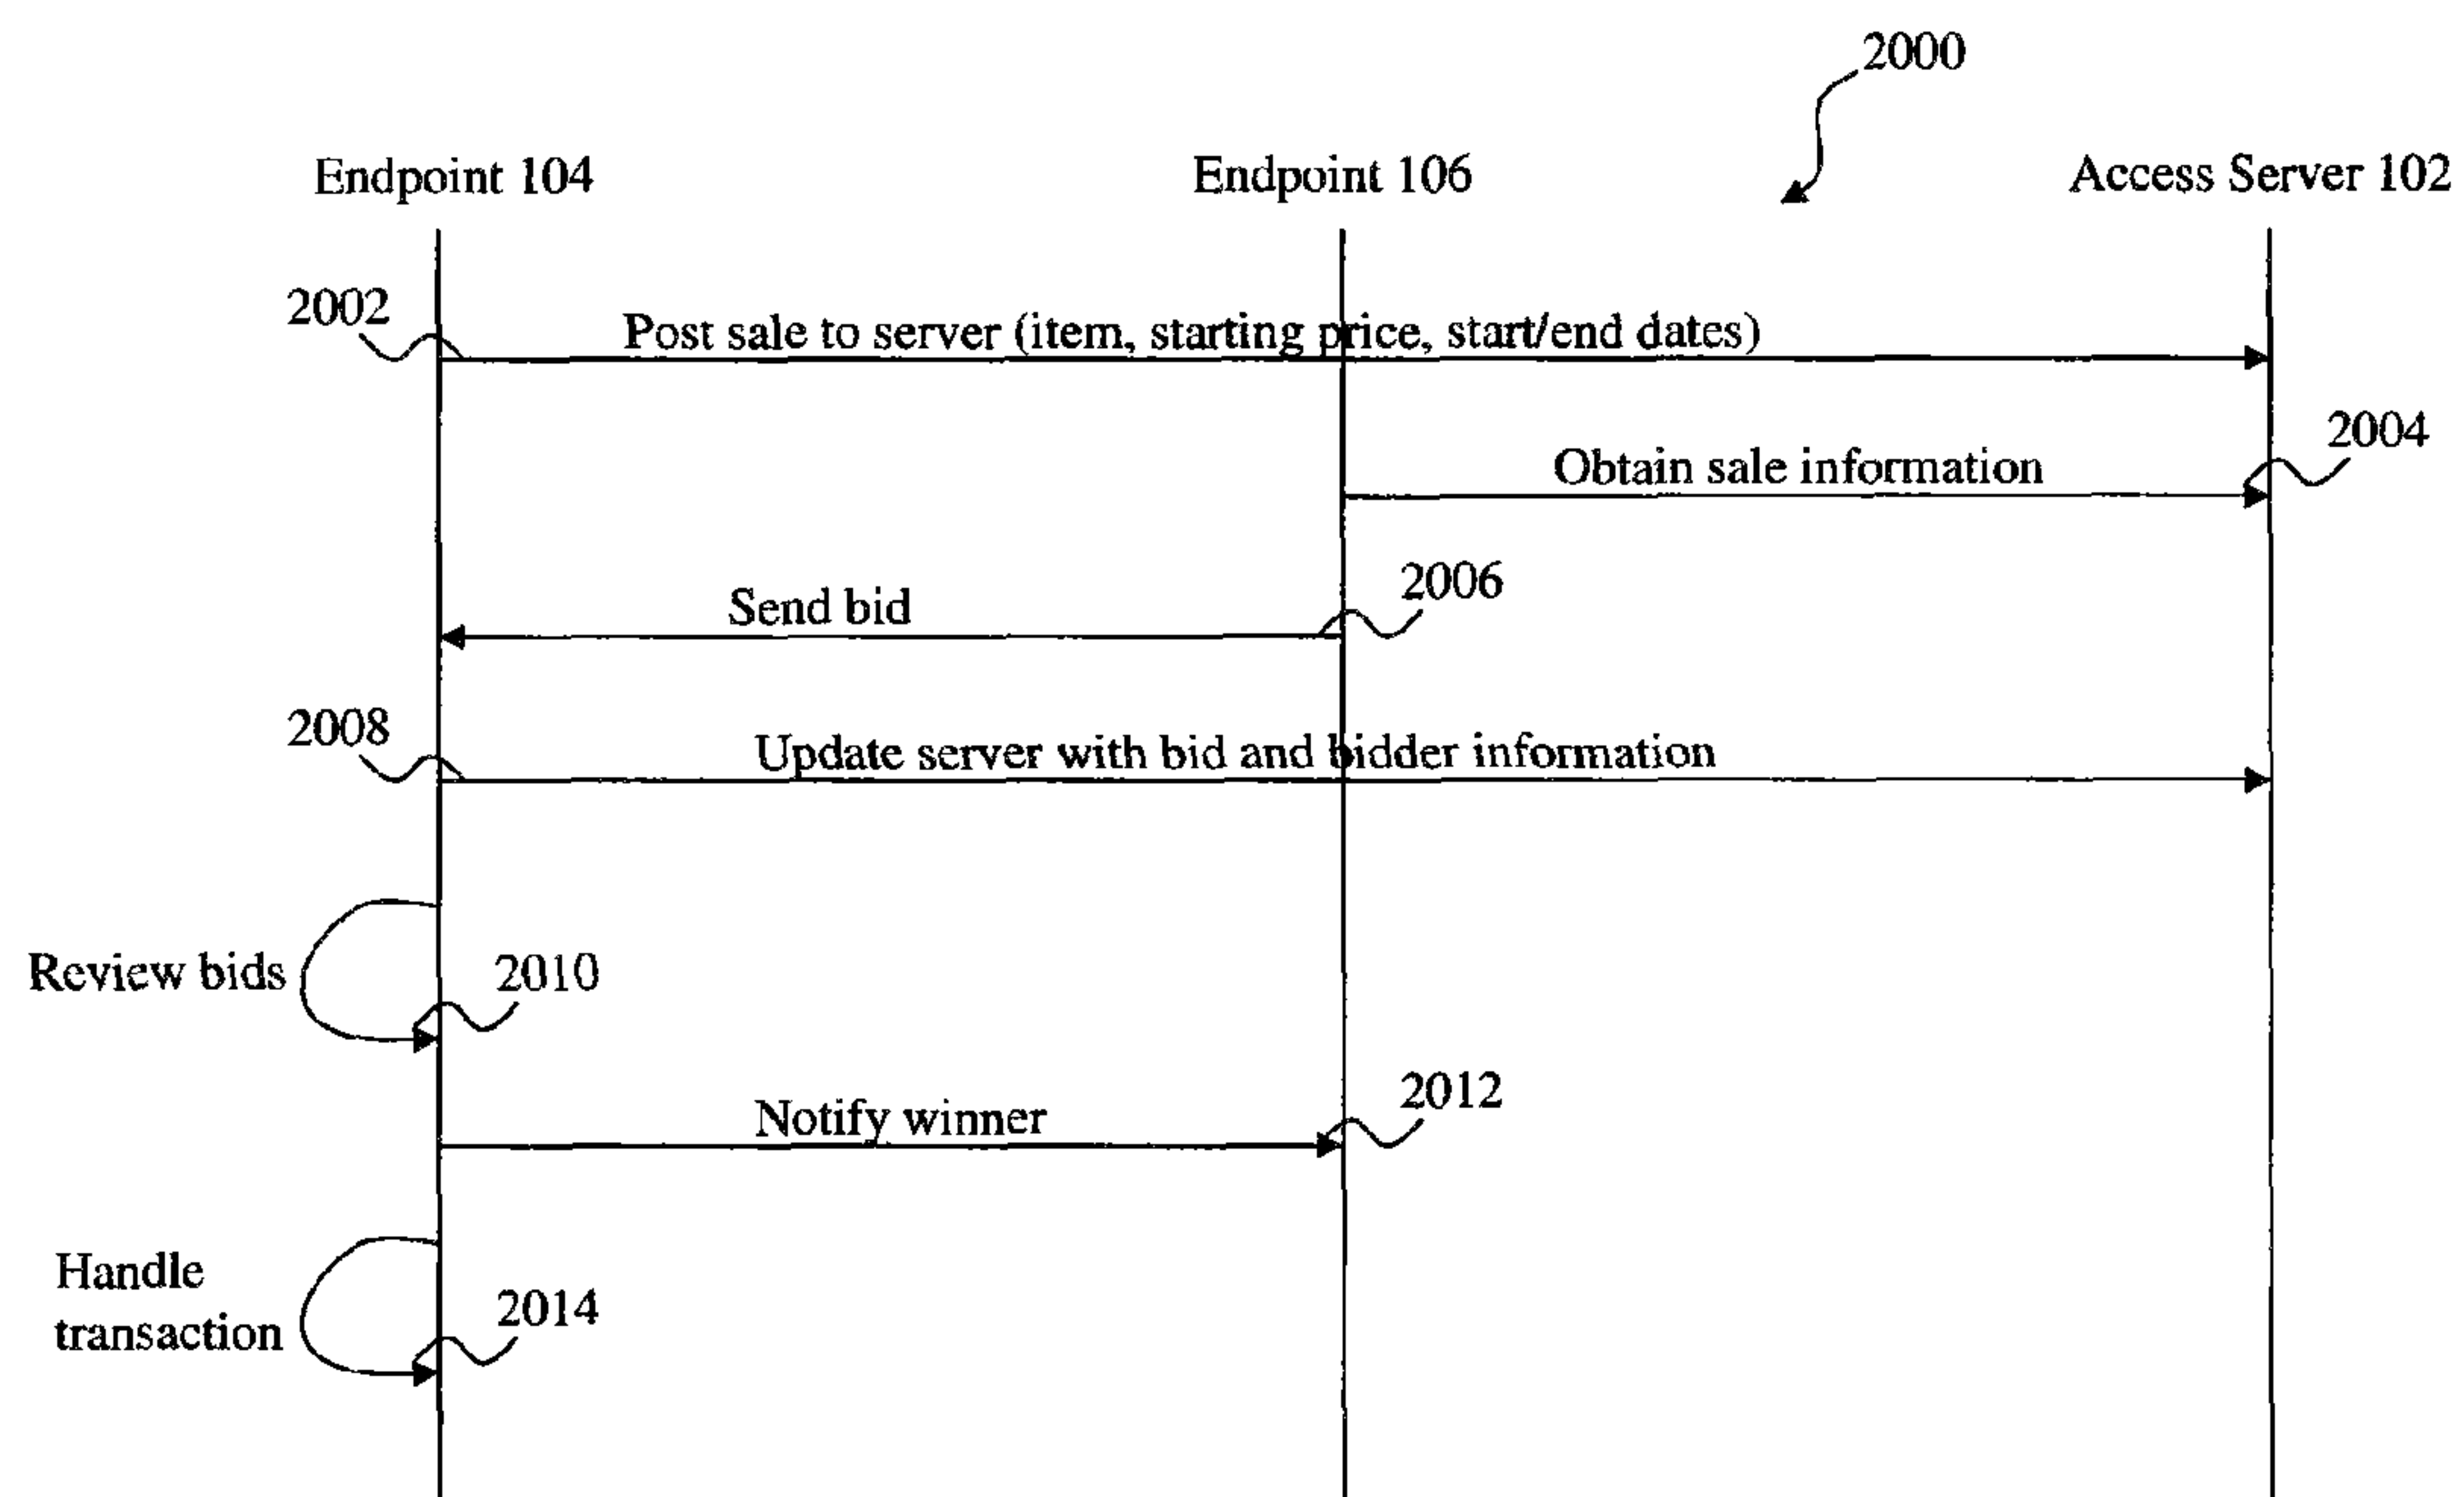 2000
Endpoint 104
Endpoint 106
Access Server 102
2002
Post sale to server (item, starting price, start/end dates)
2004
Obtain sale information
2006
Send bid
2008
Update server with bid and bidder information
Review bids
2010
2012
Notify winner
Handle
transaction
2014